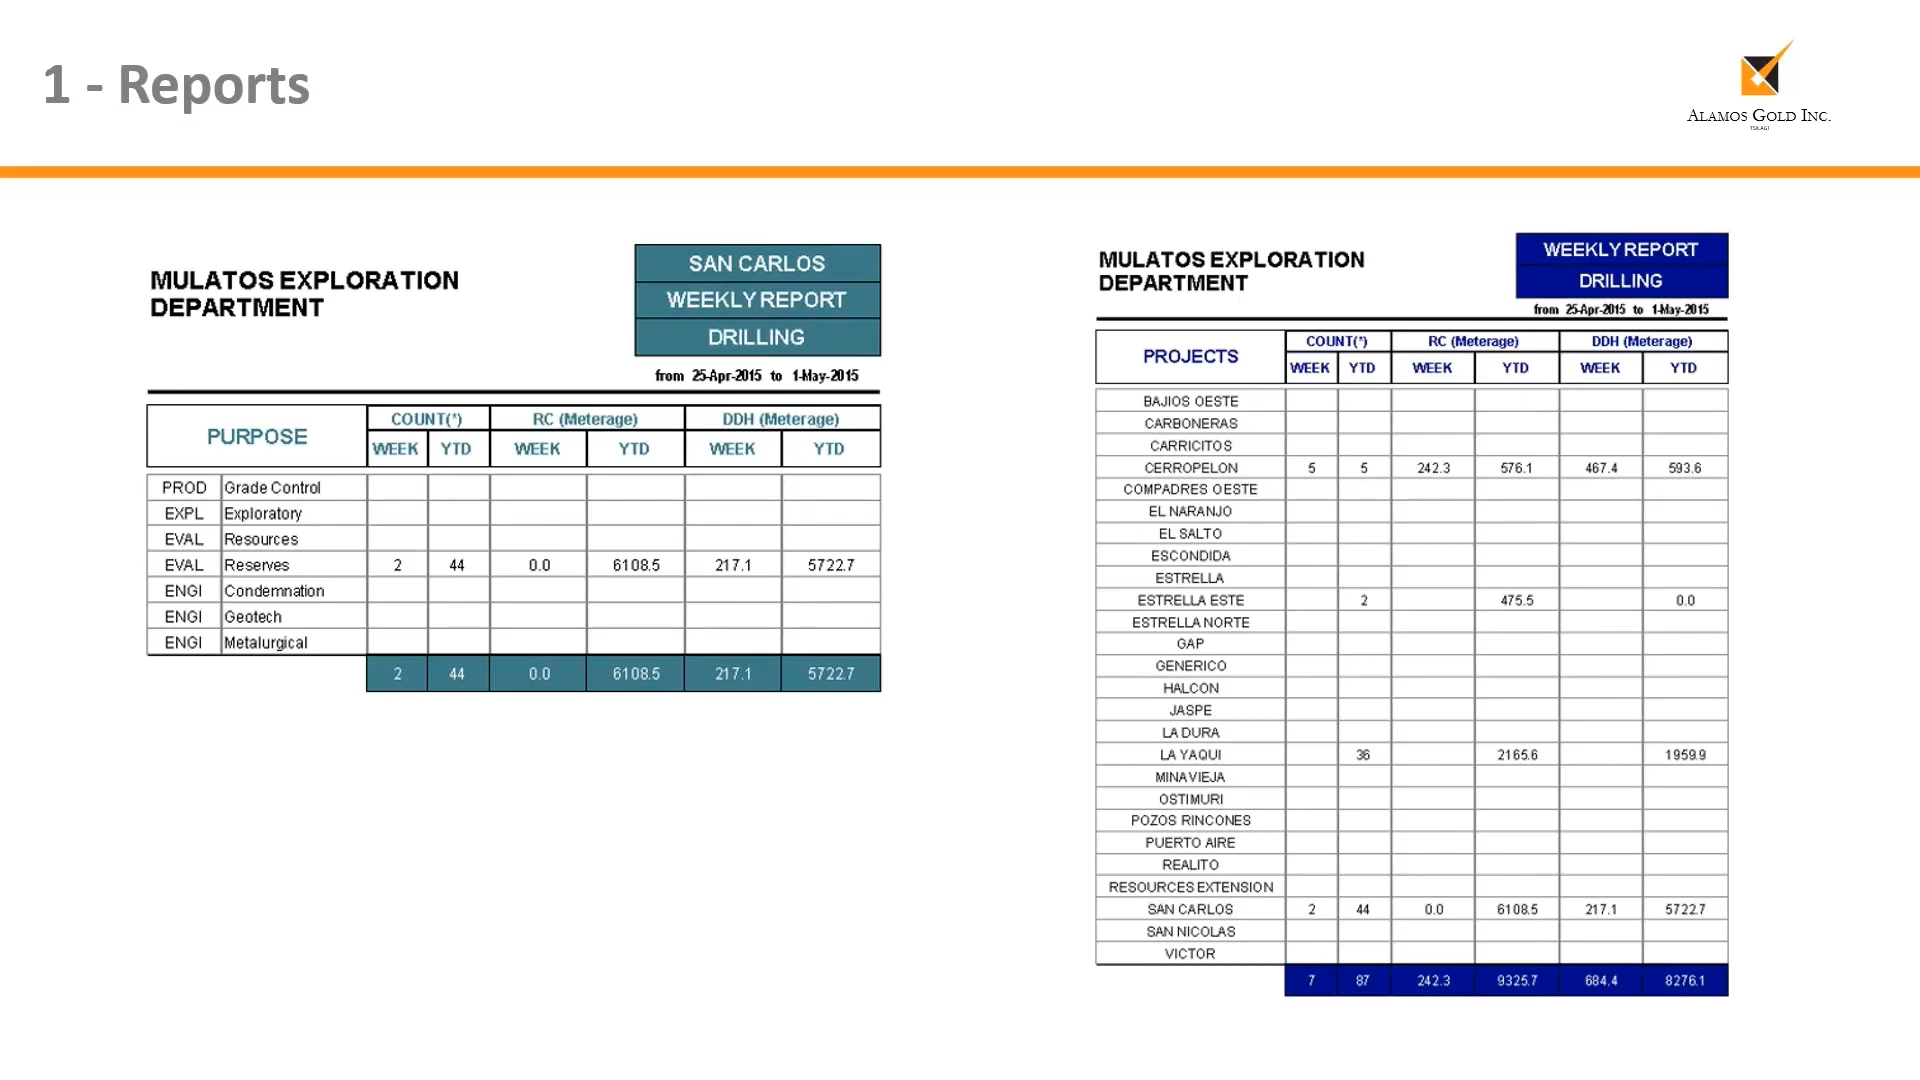 1 - Reports
ALAMOS GOLD INC.
TSX:AGI
MULATOS EXPLORATION
DEPARTMENT
SAN CARLOS
WEEKLY REPORT
DRILLING
from 25-Apr-2015 to 1-May-2015
PURPOSE COUNT(*) RC (Meterage) DDH (Meterage)
WEEK YTD WEEK YTD WEEK YTD
PROD Grade Control
EXPL Exploratory
EVAL Resources
EVAL Reserves 2 44 0.0 6108.5 217.1 5722.7
ENGI Condemnation
ENGI Geotech
ENGI Metalurgical
2 44 0.0 6108.5 217.1 5722.7
MULATOS EXPLORATION
DEPARTMENT
WEEKLY REPORT
DRILLING
from 25-Apr-2015 to 1-May-2015
PROJECTS COUNT(*) RC (Meterage) DDH (Meterage)
WEEK YTD WEEK YTD WEEK YTD
BAJIOS OESTE
CARBONERAS
CARRICITOS
CERROPELON 5 5 242.3 576.1 467.4 593.6
COMPADRES OESTE
EL NARANJO
EL SALTO
ESCONDIDA
ESTRELLA
ESTRELLA ESTE 2 475.5 0.0
ESTRELLA NORTE
GAP
GENERICO
HALCON
JASPE
LA DURA
LA YAQUI 36 2165.6 1959.9
MINA VIEJA
OSTIMURI
POZOS RINCONES
PUERTO AIRE
REALITO
RESOURCES EXTENSION
SAN CARLOS 2 44 0.0 6108.5 217.1 5722.7
SAN NICOLAS
VICTOR
7 87 242.3 9325.7 684.4 8276.1